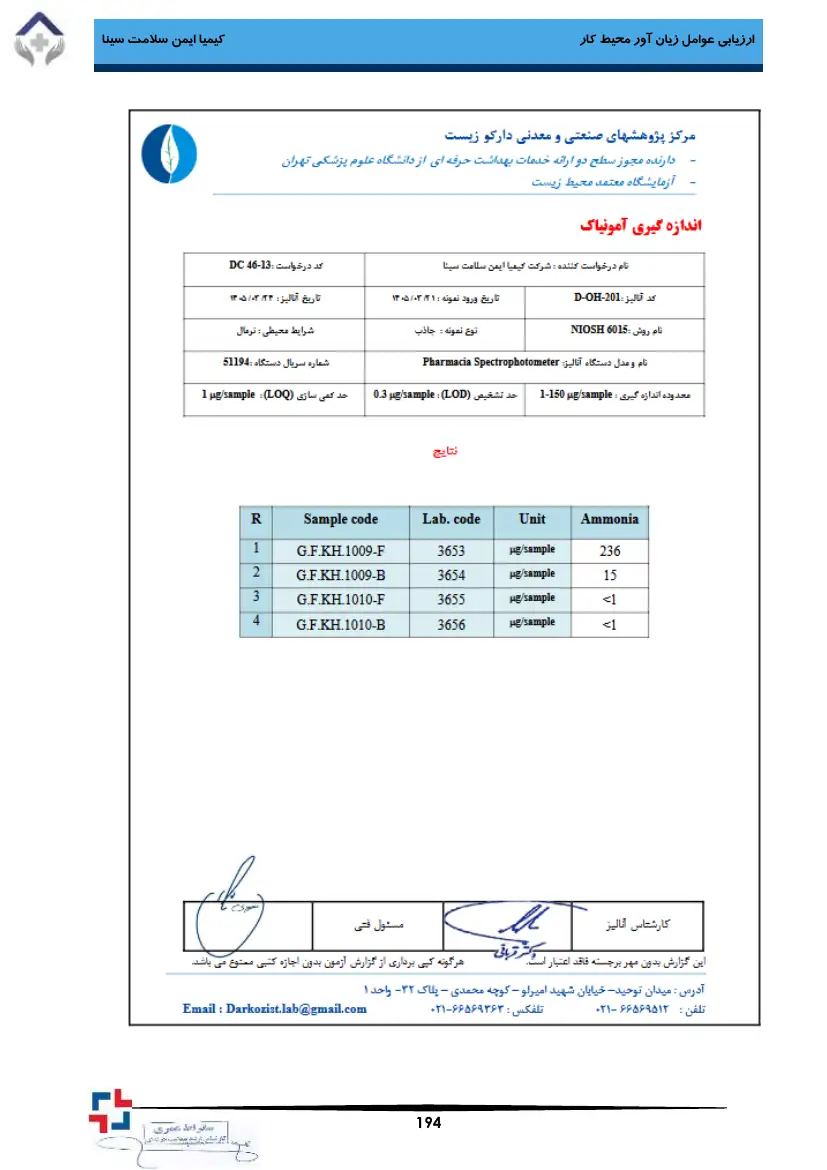 ارزیابی عوامل زیان آور محیط کار
کیمیا ایمن سلامت سینا
مرکز پژوهشهای صنعتی و معدنی دارکو زیست
- دارنده مجوز سطح دو ارائه خدمات بهداشت حرفه ای از دانشگاه علوم پزشکی تهران
- آزمایشگاه معتمد محیط زیست
اندازه گیری آمونیاک
نام درخواست کننده : شرکت کیمیا ایمن سلامت سینا کد درخواست :DC 46-13
کد آنالیز :D-OH-201 تاریخ ورود نمونه : ۱۴۰۵/۰۳/۲۱ تاریخ آنالیز : ۱۴۰۵/۰۳/۲۴
نام روش :NIOSH 6015 نوع نمونه : جاذب شرایط محیطی : نرمال
نام و مدل دستگاه آنالیز: Pharmacia Spectrophotometer شماره سریال دستگاه :51194
محدوده اندازه گیری : 1-150 µg/sample حد تشخیص (LOD) : 0.3 µg/sample حد کمی سازی (LOQ) : 1 µg/sample
نتایج
R Sample code Lab. code Unit Ammonia
1 G.F.KH.1009-F 3653 µg/sample 236
2 G.F.KH.1009-B 3654 µg/sample 15
3 G.F.KH.1010-F 3655 µg/sample <1
4 G.F.KH.1010-B 3656 µg/sample <1
کارشناس آنالیز مسئول فنی
این گزارش بدون مهر برجسته فاقد اعتبار است. هرگونه کپی برداری از گزارش آزمون بدون اجازه کتبی ممنوع می باشد.
آدرس : میدان توحید– خیابان شهید امیرلو – کوچه محمدی – پلاک ۳۲- واحد ۱
تلفن : ۶۶۵۶۹۵۱۲ -۰۲۱ تلفکس : ۶۶۵۶۹۳۶۳-۰۲۱ Email : Darkozist.lab@gmail.com
194